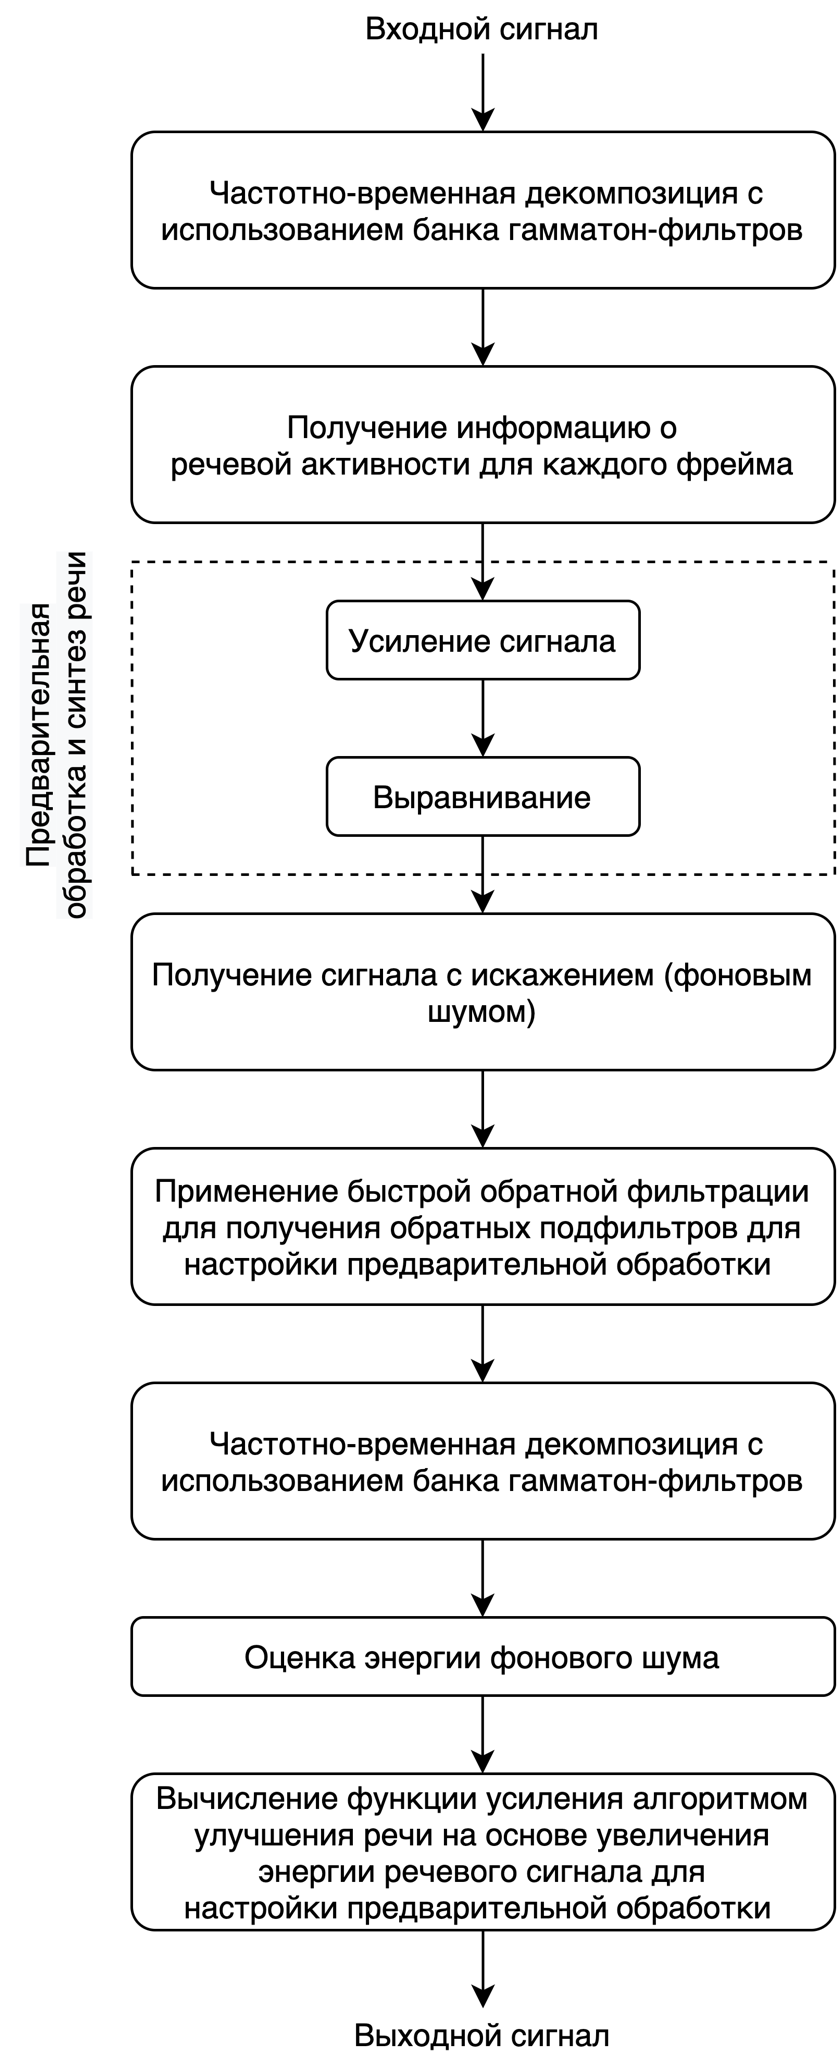 Входной сигнал
Частотно-временная декомпозиция с
использованием банка гамматон-фильтров
Получение информацию о
речевой активности для каждого фрейма
Предварительная
обработка и синтез речи
Усиление сигнала
Выравнивание
Получение сигнала с искажением (фоновым
шумом)
Применение быстрой обратной фильтрации
для получения обратных подфильтров для
настройки предварительной обработки
Частотно-временная декомпозиция с
использованием банка гамматон-фильтров
Оценка энергии фонового шума
Вычисление функции усиления алгоритмом
улучшения речи на основе увеличения
энергии речевого сигнала для
настройки предварительной обработки
Выходной сигнал